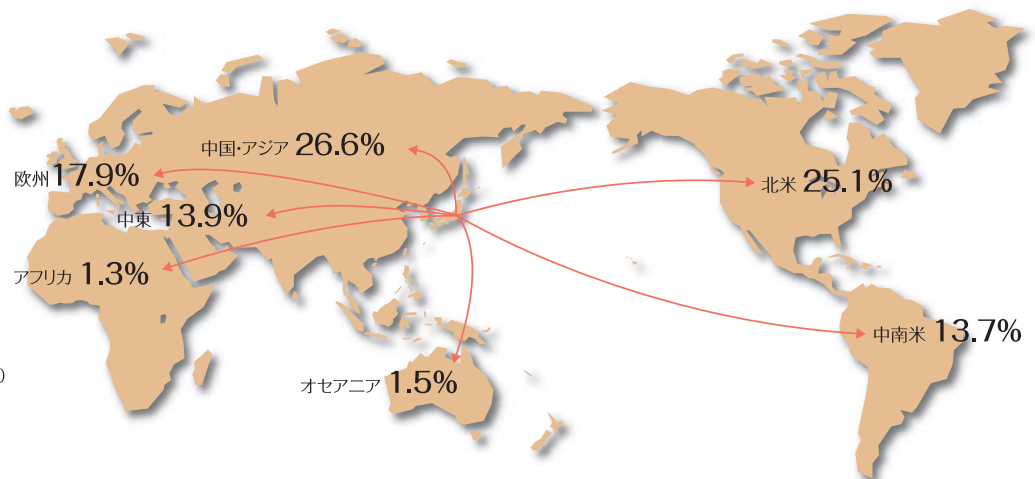 中国・アジア 26.6%
欧州 17.9%
北米 25.1%
中東 13.9%
アフリカ 1.3%
中南米 13.7%
オセアニア 1.5%
)